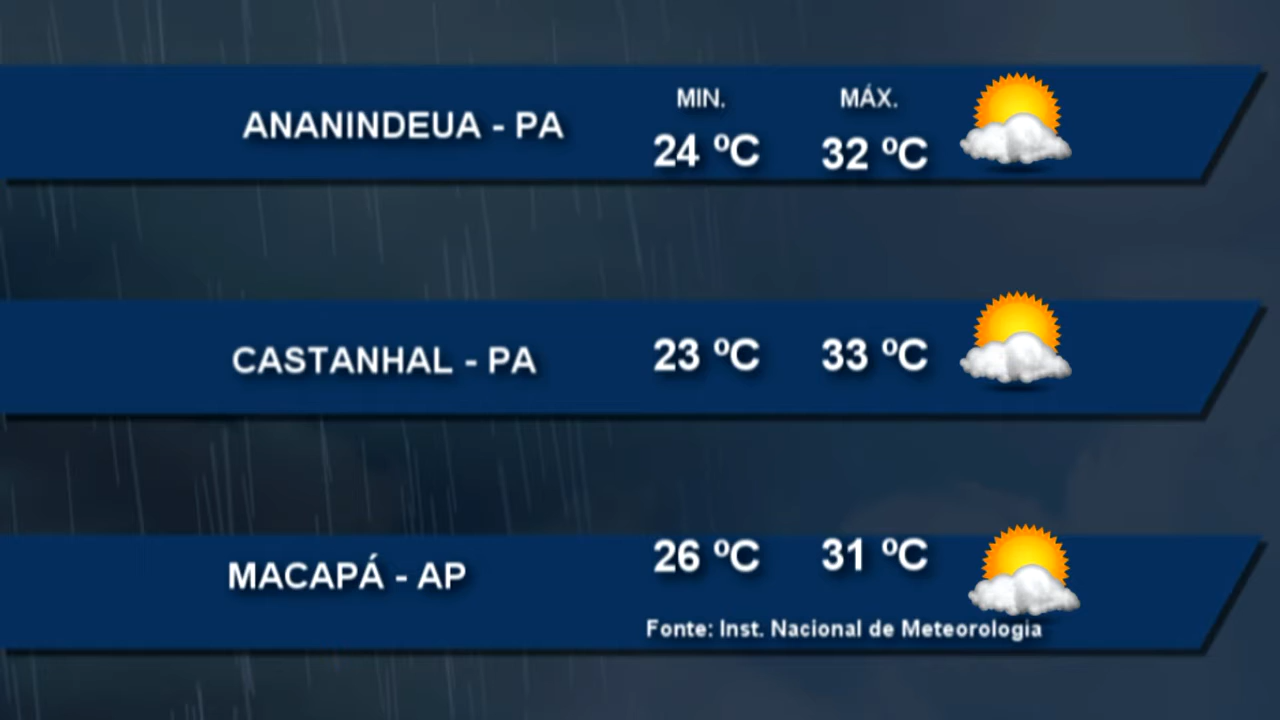 MIN. MÁX.
ANANINDEUA - PA 24 ºC 32 ºC
CASTANHAL - PA 23 ºC 33 ºC
MACAPÁ - AP 26 ºC 31 ºC
Fonte: Inst. Nacional de Meteorologia